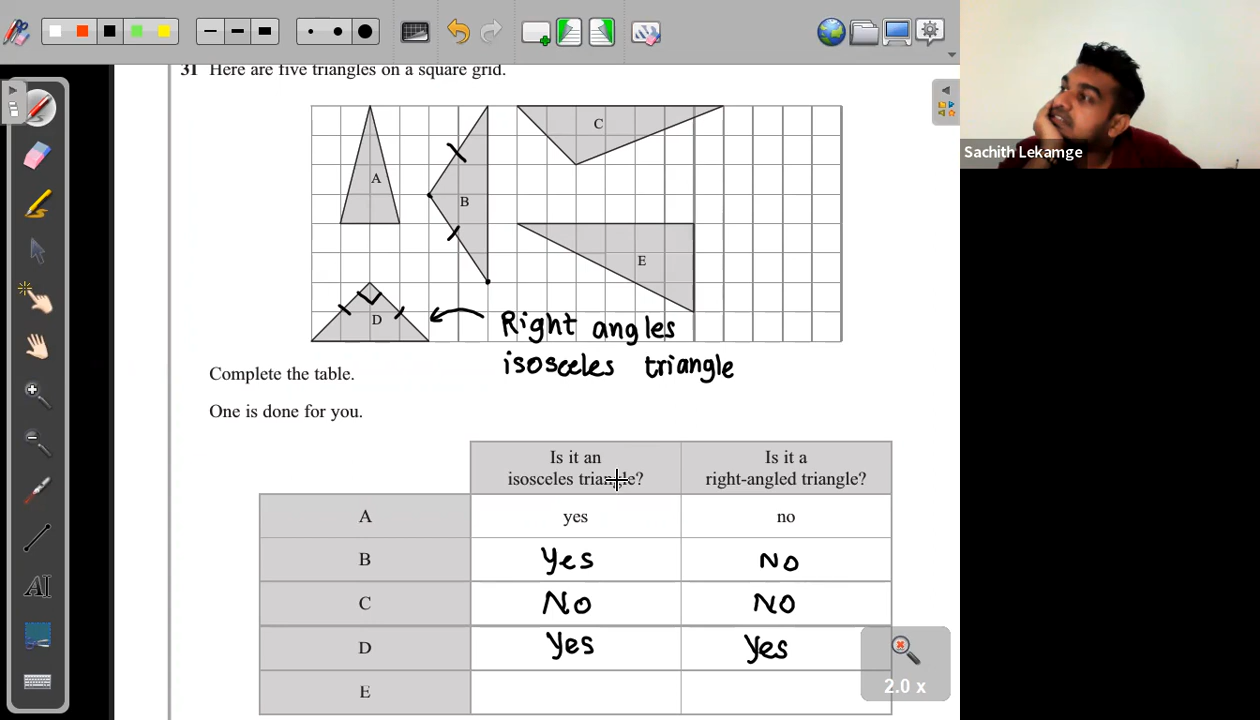 31 Here are five triangles on a square grid.
A
B
C
D
E
Right angles
isosceles triangle
Complete the table.
One is done for you.
Is it an isosceles triangle? Is it a right-angled triangle?
A yes no
B Yes No
C No No
D Yes Yes
E
2.0 x
AI
Sachith Lekamge